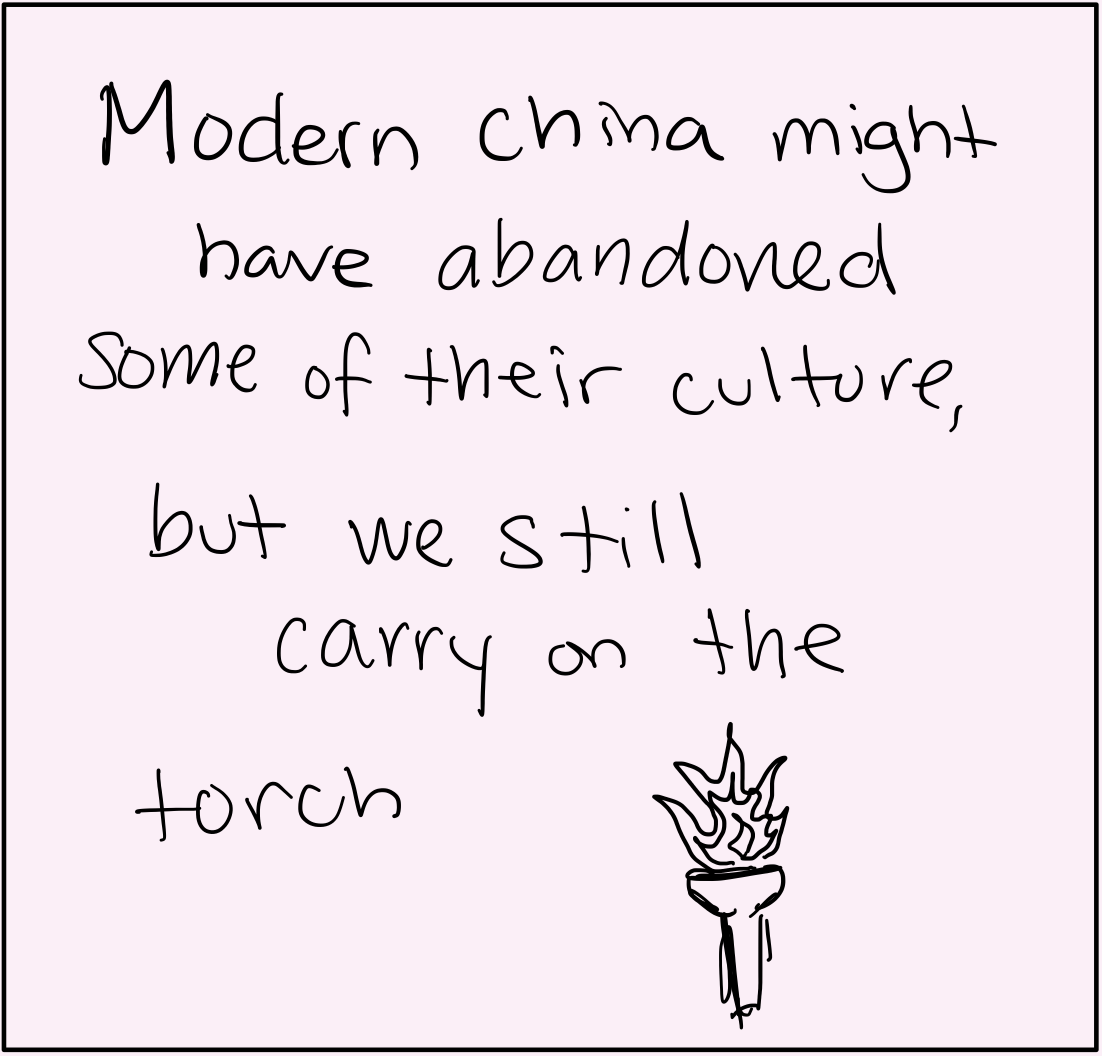 Modern china might
have abandoned
some of their culture,
but we still
carry on the
torch